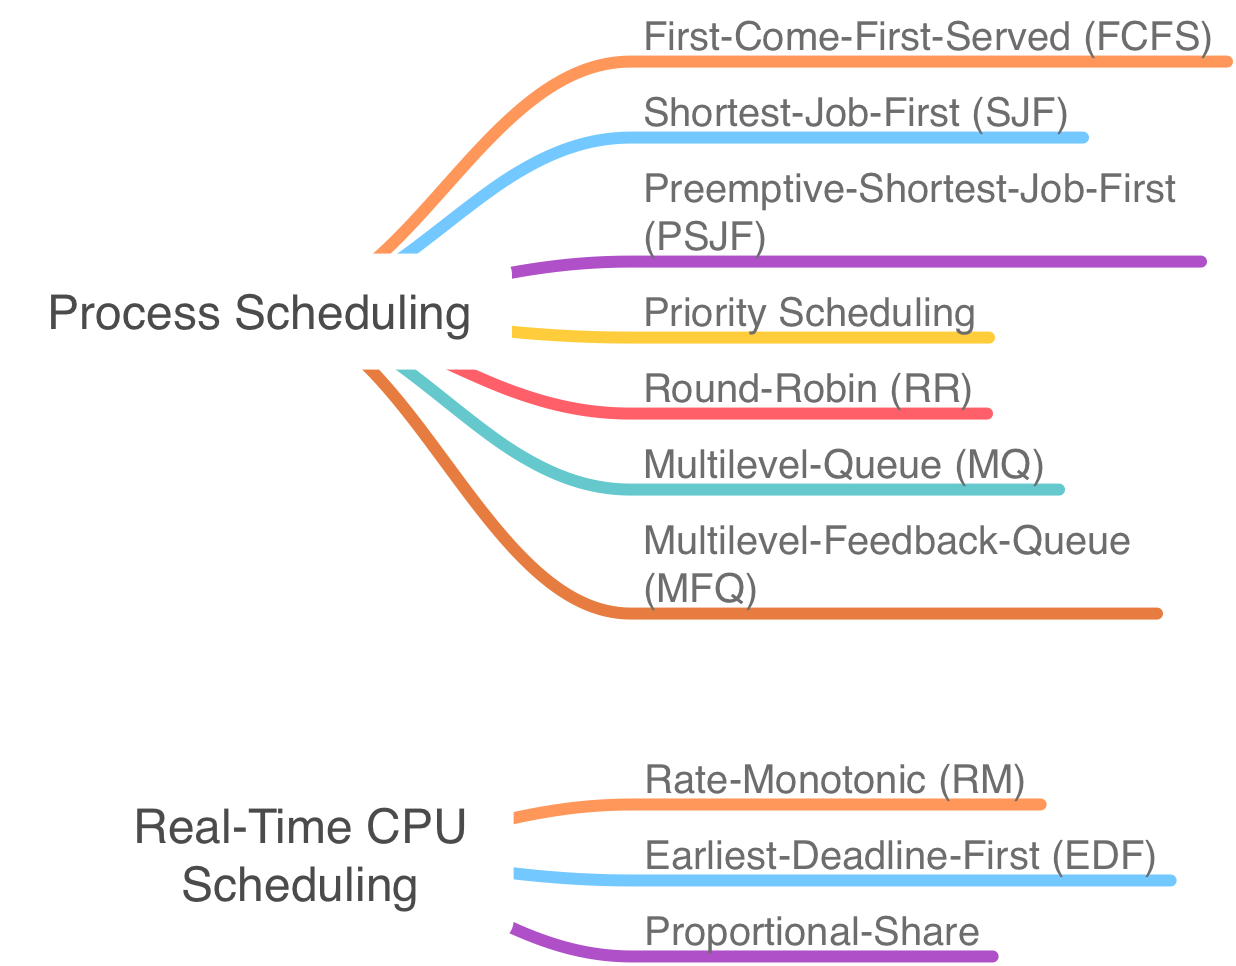 Process Scheduling
First-Come-First-Served (FCFS)
Shortest-Job-First (SJF)
Preemptive-Shortest-Job-First
(PSJF)
Priority Scheduling
Round-Robin (RR)
Multilevel-Queue (MQ)
Multilevel-Feedback-Queue
(MFQ)
Real-Time CPU
Scheduling
Rate-Monotonic (RM)
Earliest-Deadline-First (EDF)
Proportional-Share